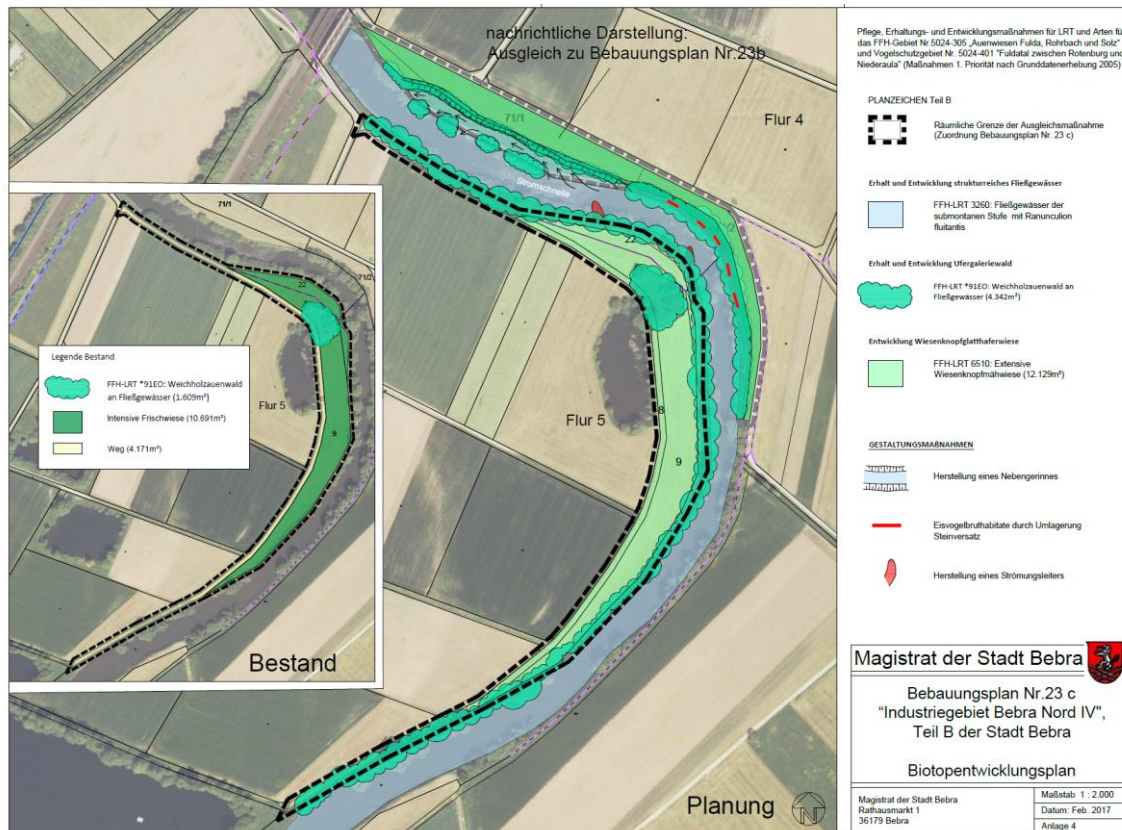 nachrichtliche Darstellung:
Ausgleich zu Bebauungsplan Nr.23b
71/1
Flur 4
Stromschnelle
22
Flur 5
8
9
Planung
N
71/1
71/2
22
Flur 5
9
Legende Bestand
FFH-LRT *91EO: Weichholzauenwald
an Fließgewässer (1.609m²)
Intensive Frischwiese (10.691m²)
Weg (4.171m²)
Bestand
Pflege, Erhaltungs- und Entwicklungsmaßnahmen für LRT und Arten fü
das FFH-Gebiet Nr.5024-305 „Auenwiesen Fulda, Rohrbach und Solz"
und Vogelschutzgebiet Nr. 5024-401 "Fuldatal zwischen Rotenburg und
Niederaula" (Maßnahmen 1. Priorität nach Grunddatenerhebung 2005)
PLANZEICHEN Teil B
Räumliche Grenze der Ausgleichsmaßnahme
(Zuordnung Bebauungsplan Nr. 23 c)
Erhalt und Entwicklung strukturreiches Fließgewässer
FFH-LRT 3260: Fließgewässer der
submontanen Stufe mit Ranunculion
fluitantis
Erhalt und Entwicklung Ufergaleriewald
FFH-LRT *91EO: Weichholzauenwald an
Fließgewässer (4.342m²)
Entwicklung Wiesenknopfglatthaferwiese
FFH-LRT 6510: Extensive
Wiesenknopfmähwiese (12.129m²)
GESTALTUNGSMAßNAHMEN
Herstellung eines Nebengerinnes
Eisvogelbruthabitate durch Umlagerung
Steinversatz
Herstellung eines Strömungsleiters
Magistrat der Stadt Bebra
Bebauungsplan Nr.23 c
"Industriegebiet Bebra Nord IV",
Teil B der Stadt Bebra
Biotopentwicklungsplan
Magistrat der Stadt Bebra
Rathausmarkt 1
36179 Bebra
Maßstab 1 : 2.000
Datum: Feb. 2017
Anlage 4